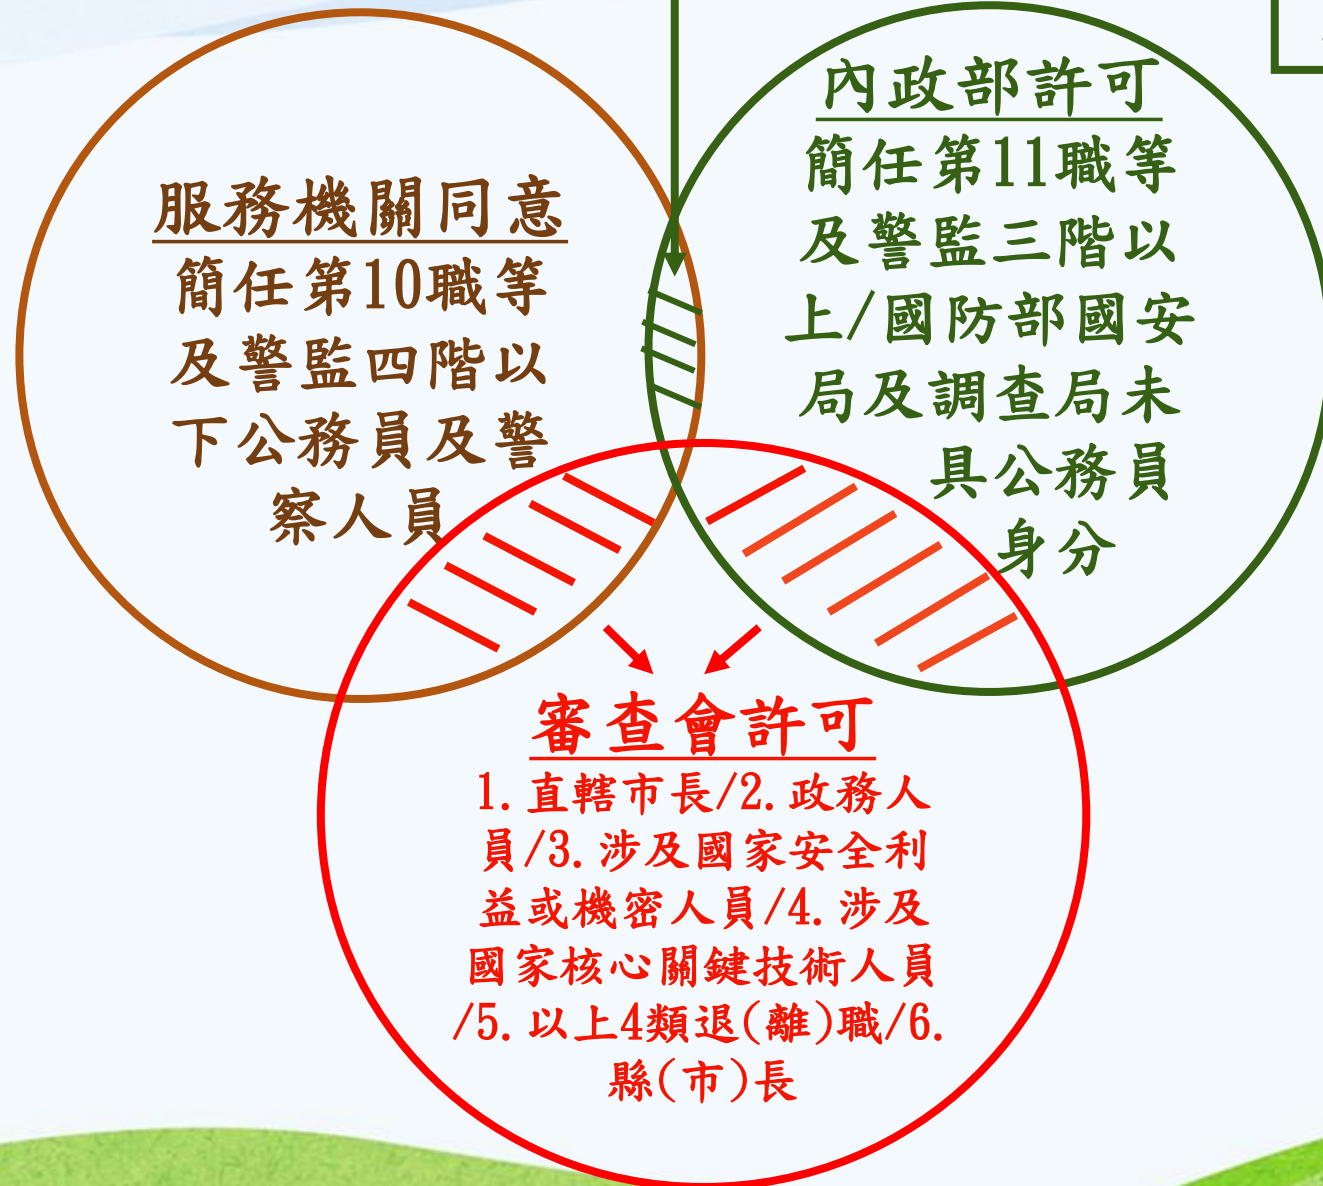 服務機關同意
簡任第10職等
及警監四階以
下公務員及警
察人員
內政部許可
簡任第11職等
及警監三階以
上/國防部國安
局及調查局未
具公務員
身分
審查會許可
1.直轄市長/2.政務人
員/3.涉及國家安全利
益或機密人員/4.涉及
國家核心關鍵技術人員
/5.以上4類退(離)職/6.
縣(市)長